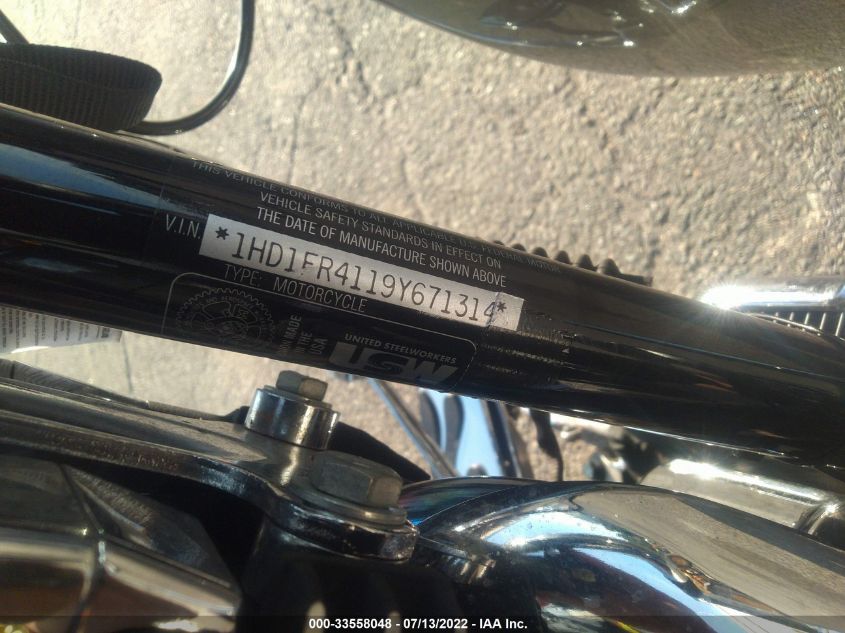 THIS VEHICLE CONFORMS TO ALL APPLICABLE U.S. FEDERAL MOTOR
VEHICLE SAFETY STANDARDS IN EFFECT ON
THE DATE OF MANUFACTURE SHOWN ABOVE
V.I.N. *1HD1FR4119Y671314*
TYPE: MOTORCYCLE
MADE
IN THE
USA
UNITED STEELWORKERS
USW
000-33558048 - 07/13/2022 - IAA Inc.